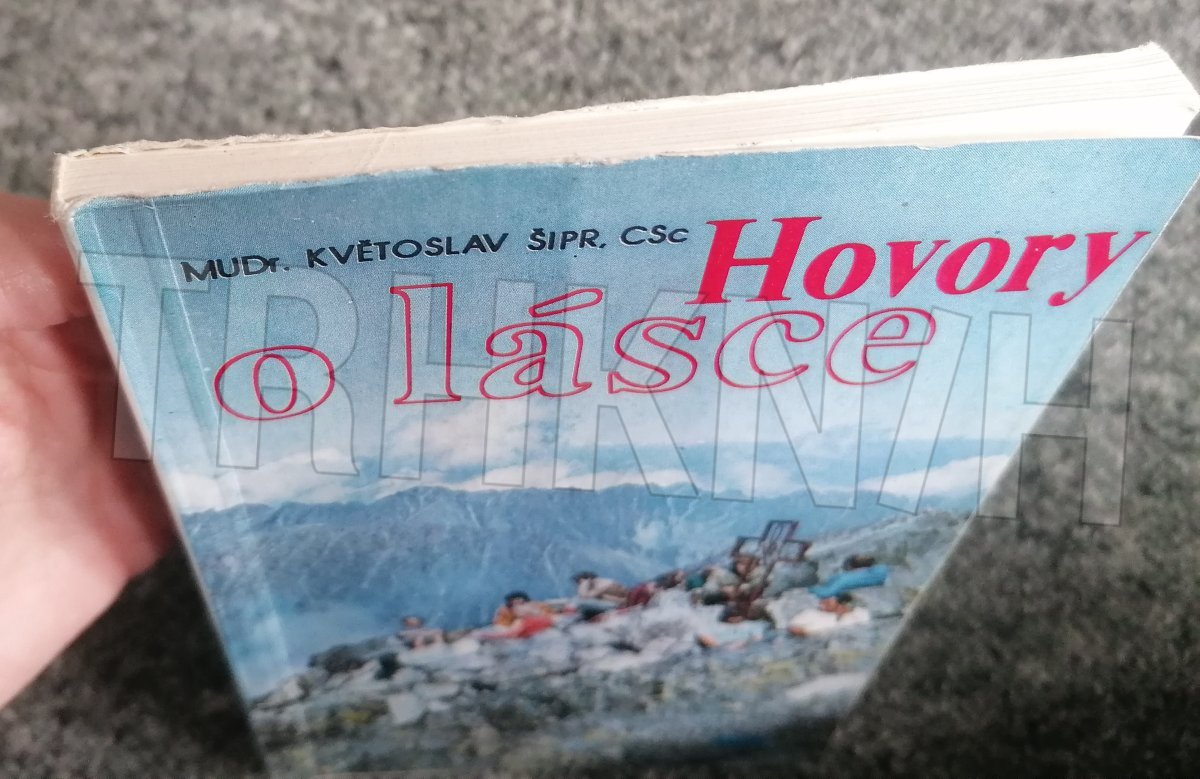 MUDr. KVĚTOSLAV ŠIPR, CSc
Hovory
o lásce
TRHKNIH